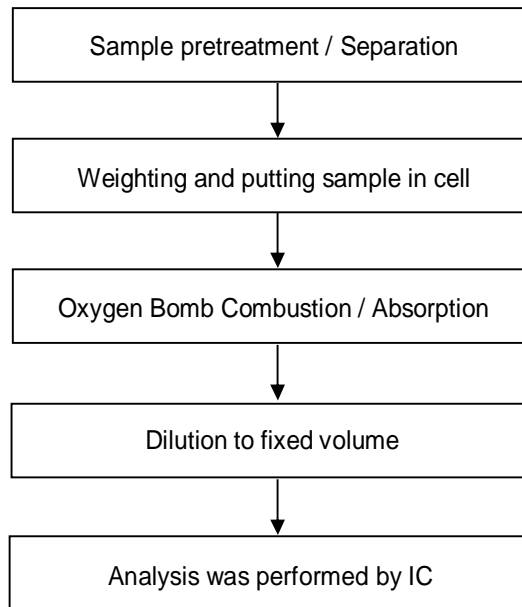 Sample pretreatment / Separation
Weighting and putting sample in cell
Oxygen Bomb Combustion / Absorption
Dilution to fixed volume
Analysis was performed by IC